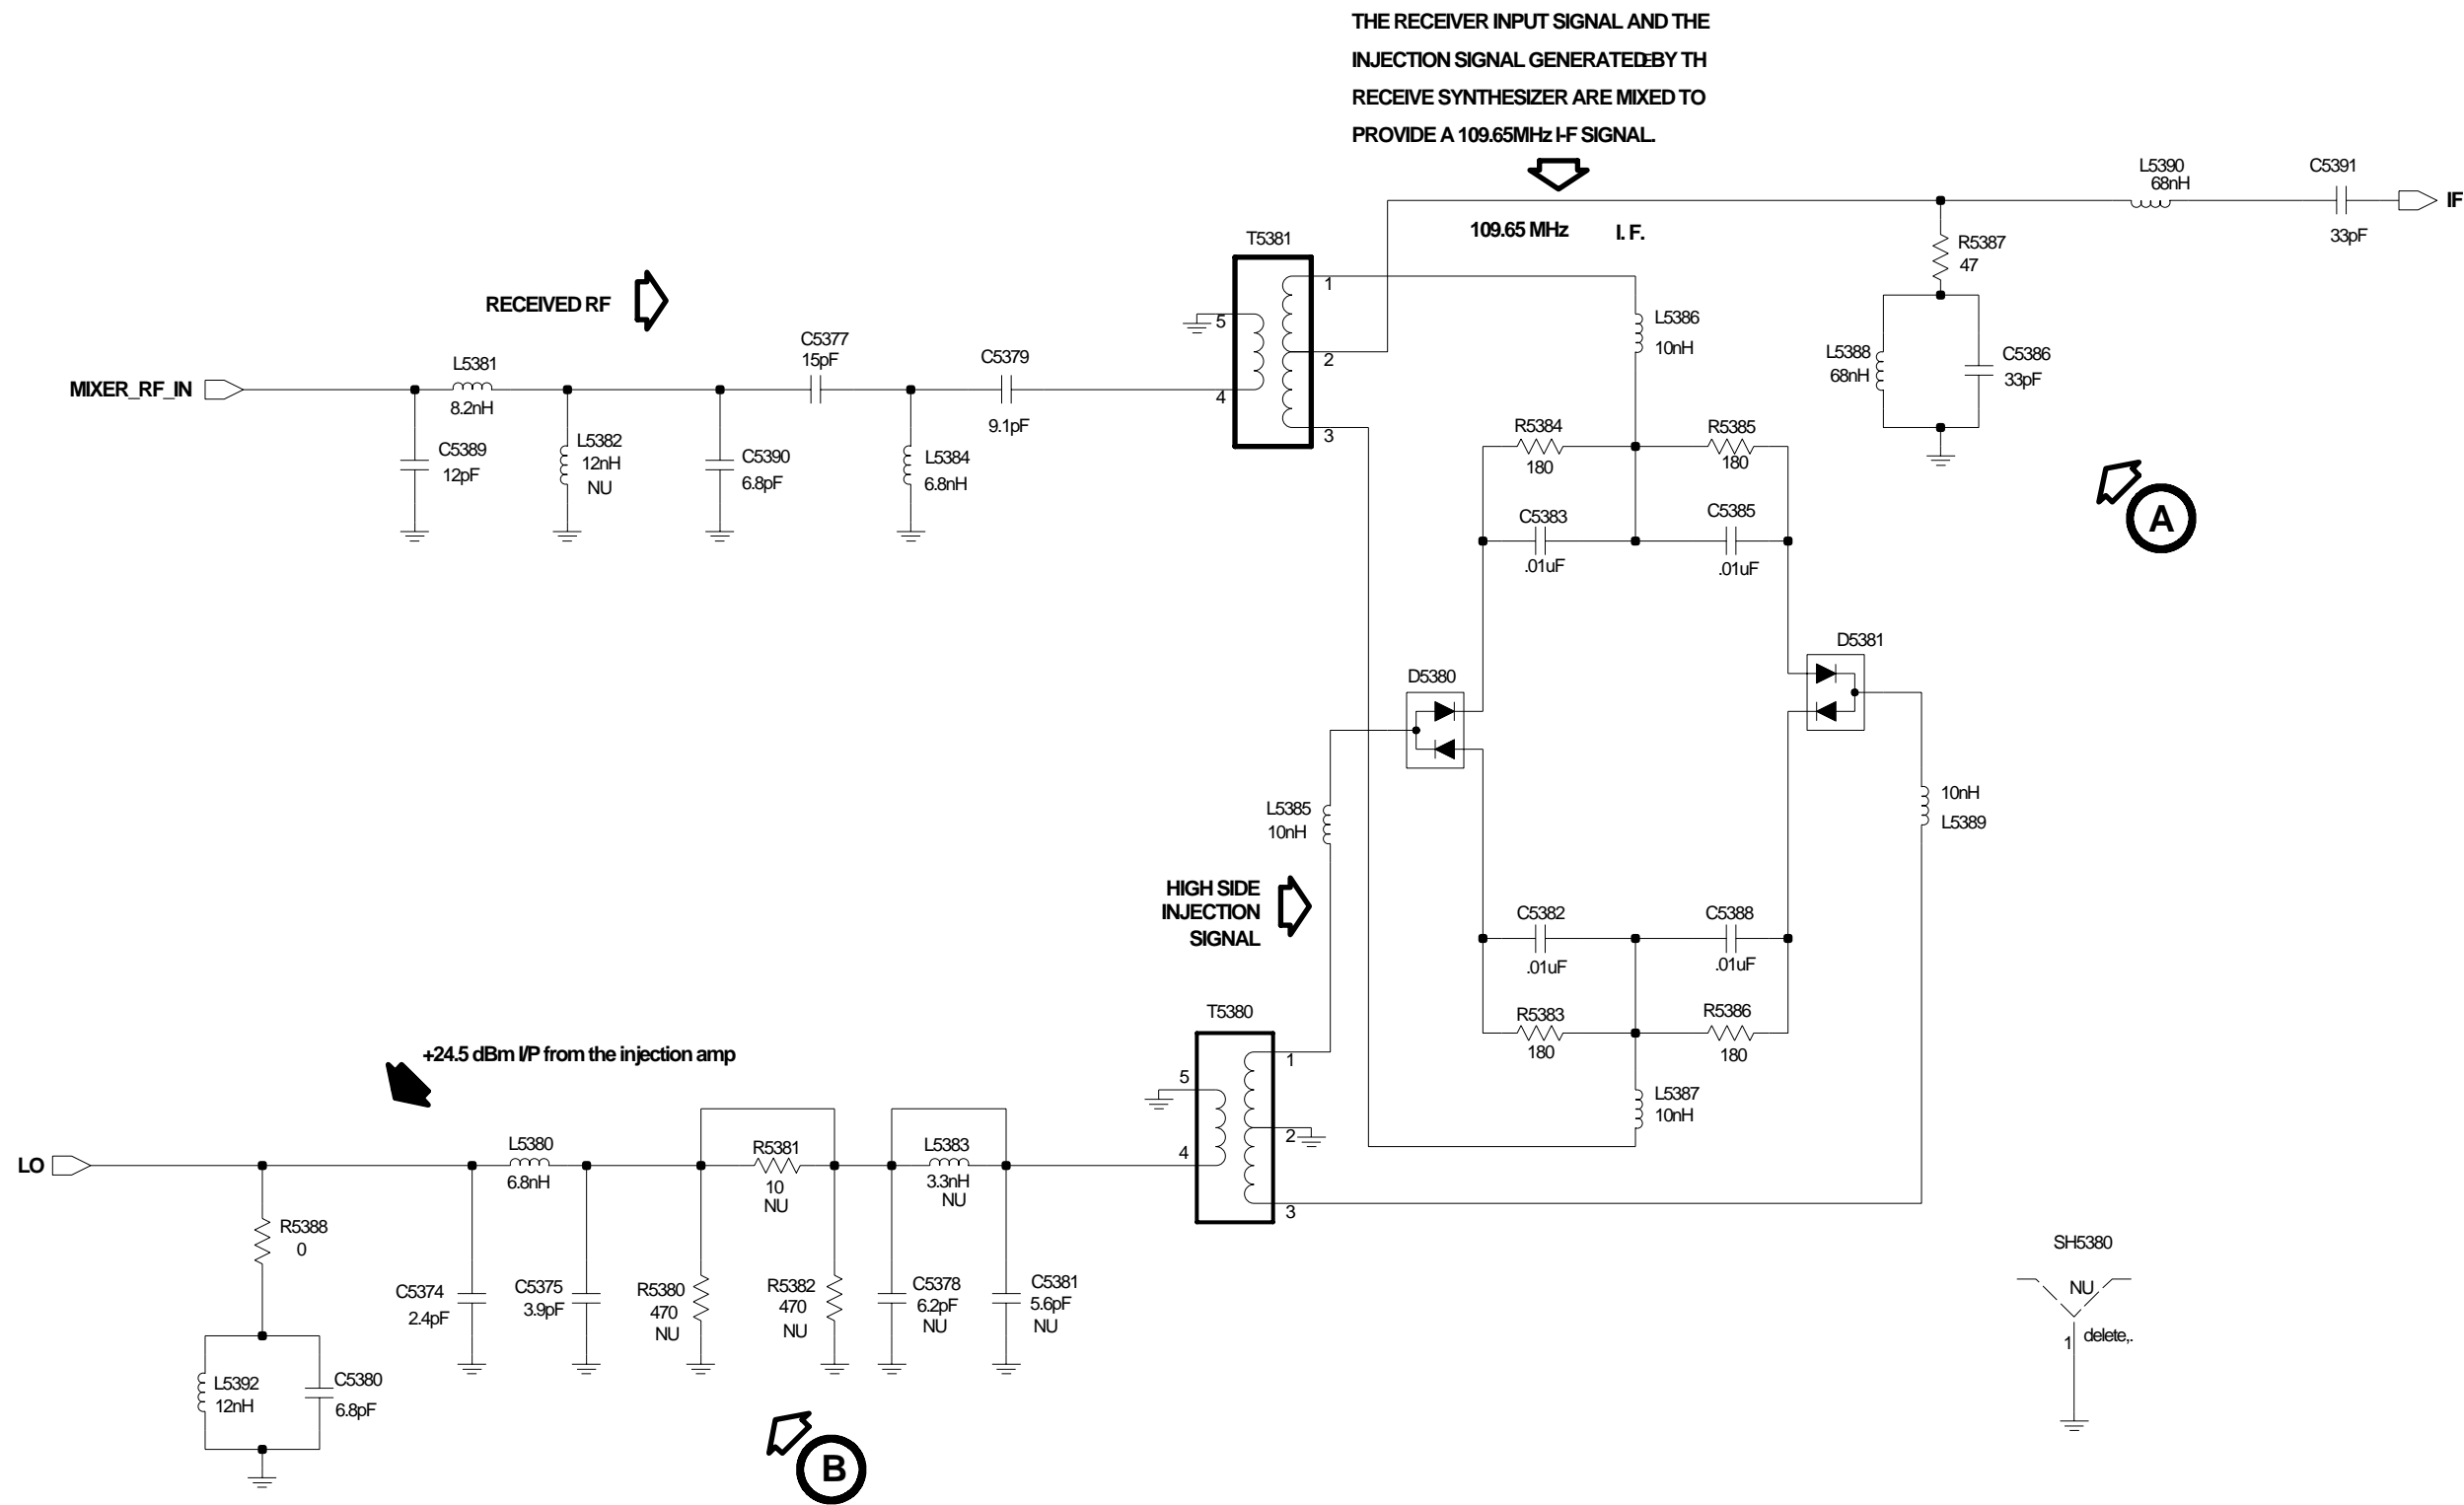 THE RECEIVER INPUT SIGNAL AND THE
INJECTION SIGNAL GENERATED BY THE
RECEIVE SYNTHESIZER ARE MIXED TO
PROVIDE A 109.65MHz I-F SIGNAL.
L5390
68nH
C5391
33pF
IF
109.65 MHz I. F.
R5387
47
L5388
68nH
C5386
33pF
A
T5381
1
2
3
4
5
RECEIVED RF
MIXER_RF_IN
L5381
8.2nH
C5389
12pF
L5382
12nH
NU
C5390
6.8pF
C5377
15pF
L5384
6.8nH
C5379
9.1pF
L5386
10nH
R5384
180
R5385
180
C5383
.01uF
C5385
.01uF
D5380
D5381
L5385
10nH
10nH
L5389
HIGH SIDE
INJECTION
SIGNAL
C5382
.01uF
C5388
.01uF
R5383
180
R5386
180
L5387
10nH
T5380
1
2
3
4
5
+24.5 dBm I/P from the injection amp
LO
R5388
0
L5392
12nH
C5380
6.8pF
C5374
2.4pF
L5380
6.8nH
C5375
3.9pF
R5380
470
NU
R5381
10
NU
R5382
470
NU
C5378
6.2pF
NU
L5383
3.3nH
NU
C5381
5.6pF
NU
B
SH5380
NU
1
delete,.